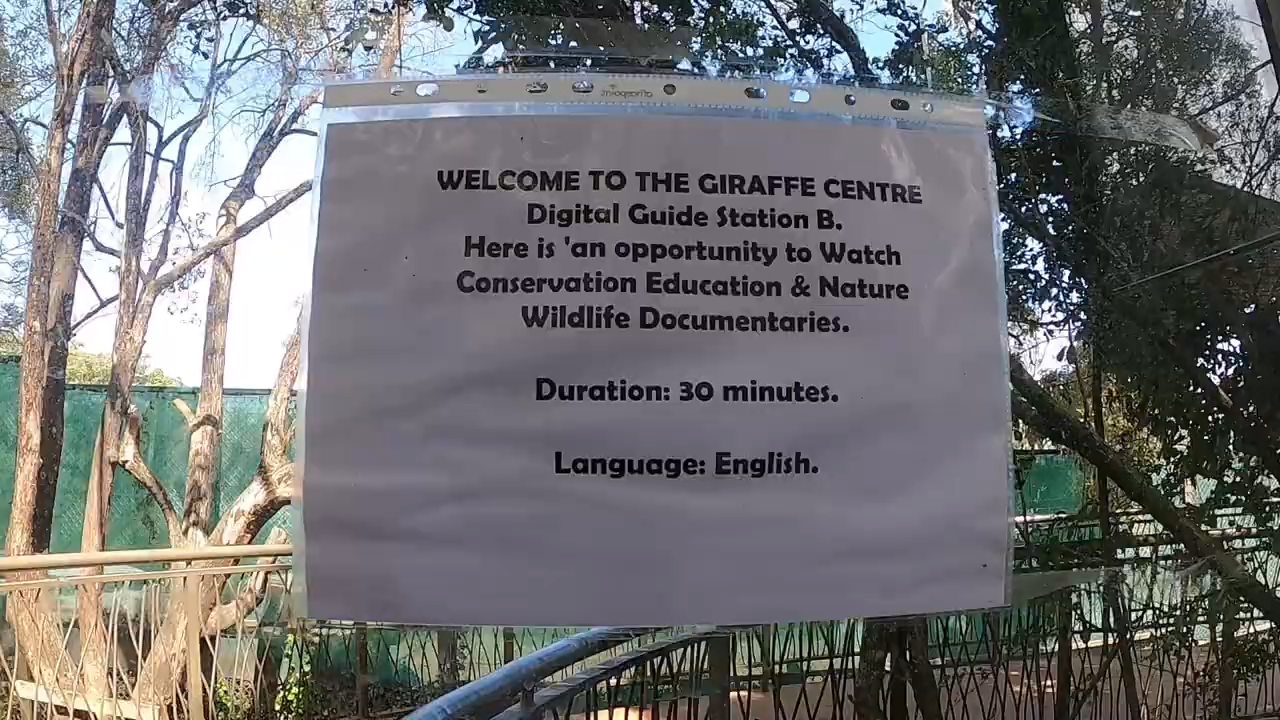 WELCOME TO THE GIRAFFE CENTRE
Digital Guide Station B.
Here is 'an opportunity to Watch
Conservation Education & Nature
Wildlife Documentaries.
Duration: 30 minutes.
Language: English.